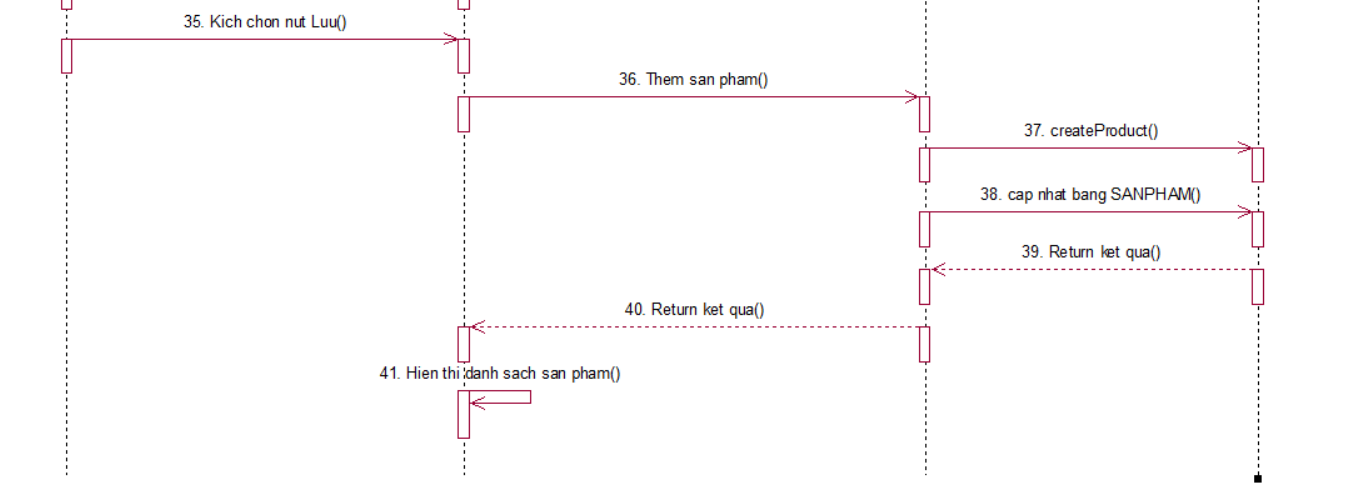 35. Kich chon nut Luu()
36. Them san pham()
37. createProduct()
38. cap nhat bang SANPHAM()
39. Return ket qua()
40. Return ket qua()
41. Hien thi danh sach san pham()